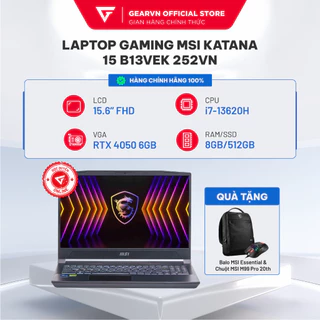 GEARVN OFFICIAL STORE
GIAN HÀNG CHÍNH THỨC
LAPTOP GAMING MSI KATANA
15 B13VEK 252VN
HÀNG CHÍNH HÃNG 100%
LCD
15.6" FHD
CPU
i7-13620H
VGA
RTX 4050 6GB
RAM/SSD
8GB/512GB
QUÀ TẶNG
Balo MSI Essential &
Chuột MSI M99 Pro 20th
msi